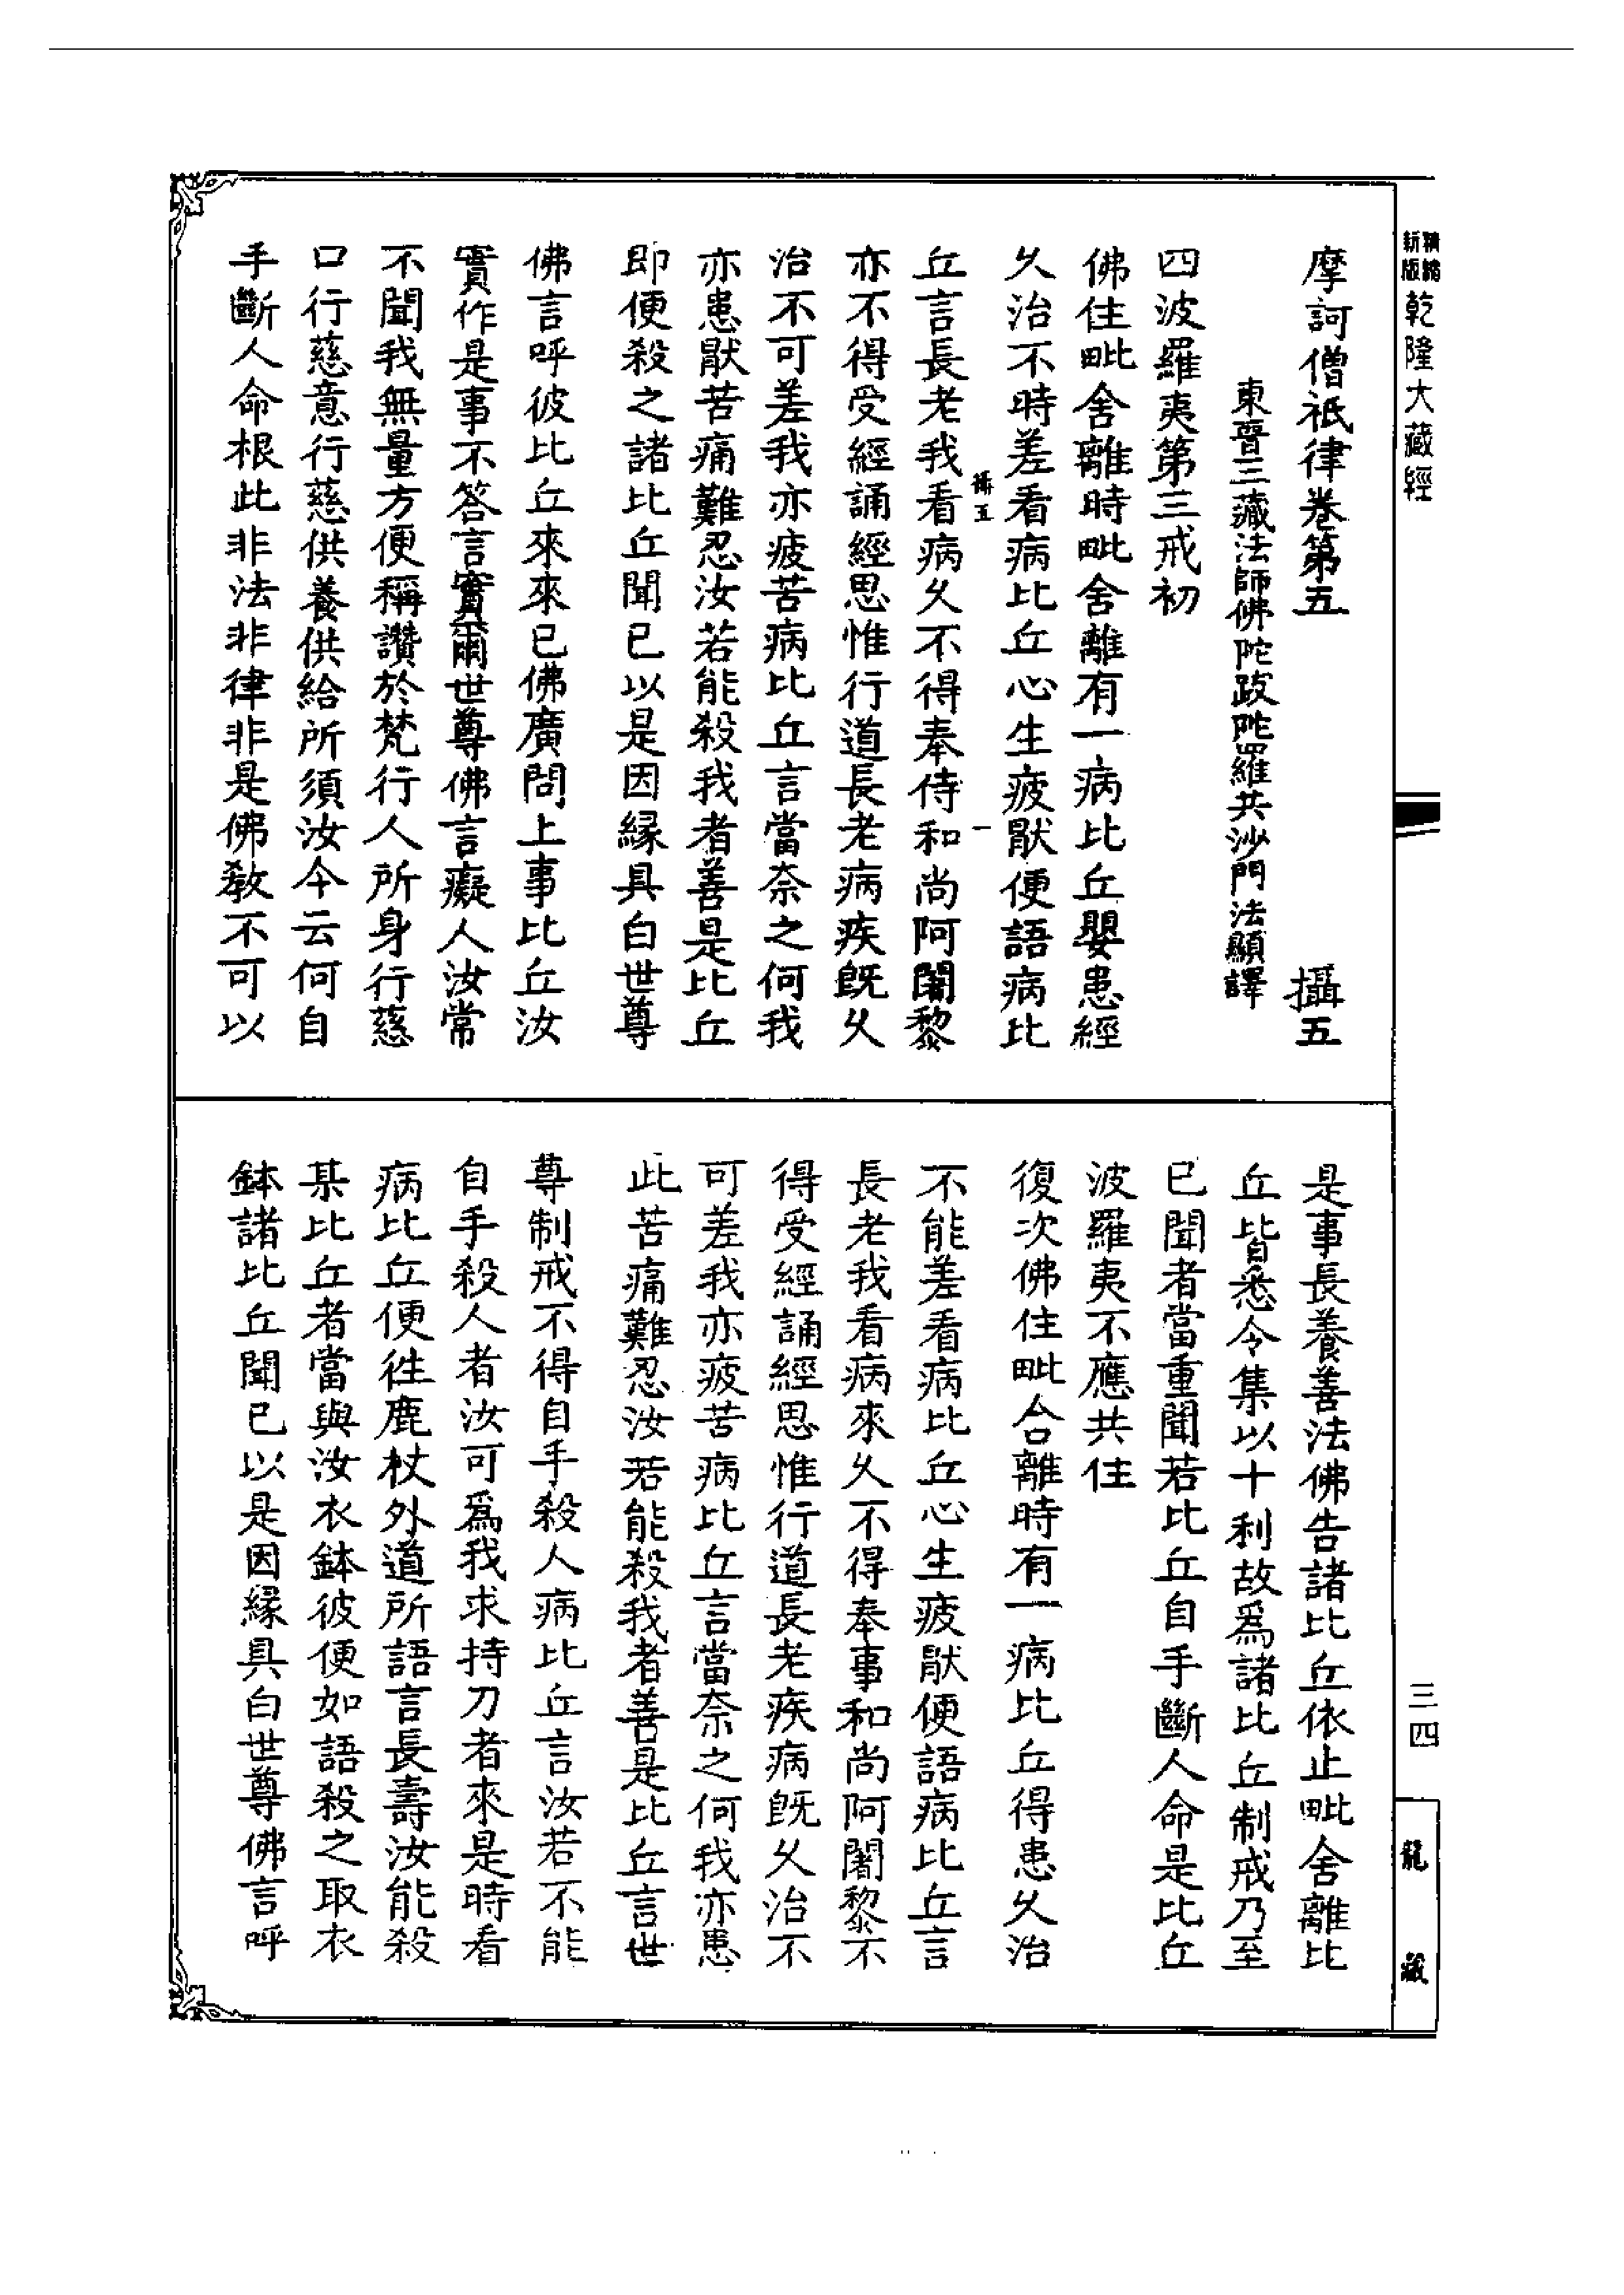 新版
精縮
乾隆大藏經
三四
龍藏
摩訶僧祇律卷第五
攝五
東晉三藏法師佛陀跋陀羅共沙門法顯譯
四波羅夷第三戒初
佛住毗舍離時毗舍離有一病比丘嬰患經
久治不時差看病比丘心生疲猒便語病比
攝五
一
丘言長老我看病久不得奉侍和尚阿闍黎
亦不得受經誦經思惟行道長老病疾旣久
治不可差我亦疲苦病比丘言當奈之何我
亦患猒苦痛難忍汝若能殺我者善是比丘
即便殺之諸比丘聞已以是因緣具白世尊
佛言呼彼比丘來來已佛廣問上事比丘汝
實作是事不答言實爾世尊佛言癡人汝常
不聞我無量方便稱讚於梵行人所身行慈
口行慈意行慈供養供給所須汝今云何自
手斷人命根此非法非律非是佛教不可以
是事長養善法佛告諸比丘依止毗舍離比
丘皆悉令集以十利故爲諸比丘制戒乃至
已聞者當重聞若比丘自手斷人命是比丘
波羅夷不應共住
復次佛住毗合離時有一病比丘得患久治
不能差看病比丘心生疲猒便語病比丘言
長老我看病來久不得奉事和尚阿闍黎不
得受經誦經思惟行道長老疾病旣久治不
可差我亦疲苦病比丘言當奈之何我亦患
此苦痛難忍汝若能殺我者善是比丘言世
尊制戒不得自手殺人病比丘言汝若不能
自手殺人者汝可爲我求持刀者來是時看
病比丘便往鹿杖外道所語言長壽汝能殺
某比丘者當與汝衣鉢彼便如語殺之取衣
鉢諸比丘聞已以是因緣具白世尊佛言呼